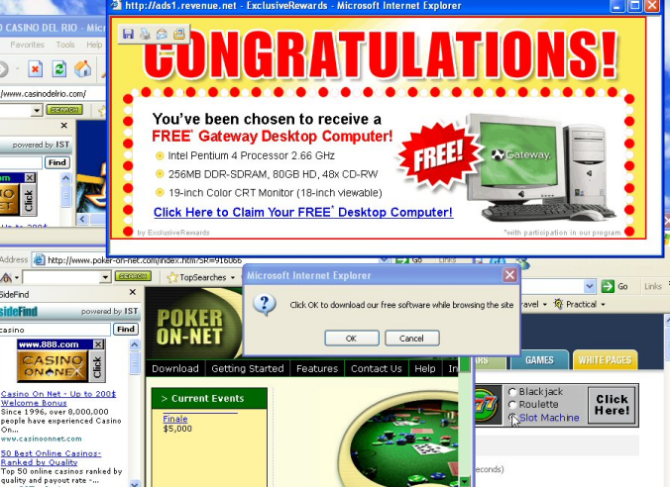 http://ads1.revenue.net - ExclusiveRewards - Microsoft Internet Explorer
CASINO DEL RIO - Micr
Favorites Tools Help
/www.casinodelrio.com/
SEARCH
powered by IST
Find
ON
Click
CONGRATULATIONS!
You've been chosen to receive a
FREE* Gateway Desktop Computer!
Intel Pentium 4 Processor 2.66 GHz
256MB DDR-SDRAM, 80GB HD, 48x CD-RW
19-inch Color CRT Monitor (18-inch viewable)
Click Here to Claim Your FREE* Desktop Computer!
FREE!
Gateway.
by ExclusiveRewards
*with participation in our program
Address http://www.poker-on-net.com/index.htm?SR=916066
Go Links
SEARCH
TopSearches
Microsoft Internet Explorer
Click OK to download our free software while browsing the site
OK Cancel
Go Links
ravel Practical
SideFind
powered by IST
casino
Find
www.888.com
CASINO
ON NET
Click
Casino On Net - Up to 200$
Welcome Bonus
Since 1996, over 8,000,000
people have experienced Casino
On...
www.casinoonnet.com
50 Best Online Casinos-
Ranked by Quality
Top 50 online casinos ranked by
quality and payout rate -...
POKER
ON-NET
Download Getting Started Features Contact Us Help In
> Current Events
Finale
$5,000
GAMES
WHITE PAGES
Blackjack
Roulette
Slot Machine
Click
Here!
econds)